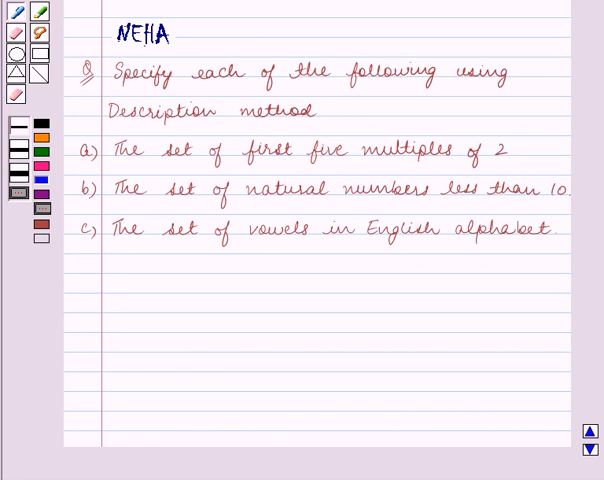 NEHA
Q Specify each of the following using
Description method
a) The set of first five multiples of 2
b) The set of natural numbers less than 10.
c) The set of vowels in English alphabet.